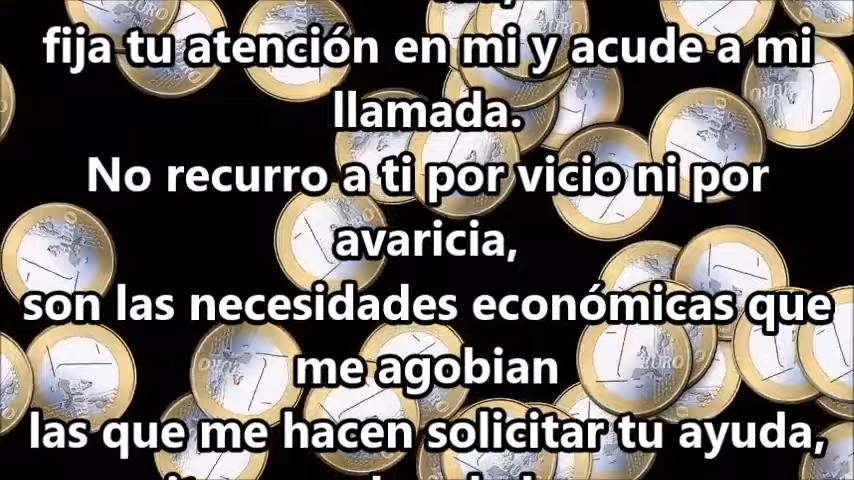 fija tu atención en mi y acude a mi
llamada.
No recurro a ti por vicio ni por
avaricia,
son las necesidades económicas que
me agobian
las que me hacen solicitar tu ayuda,